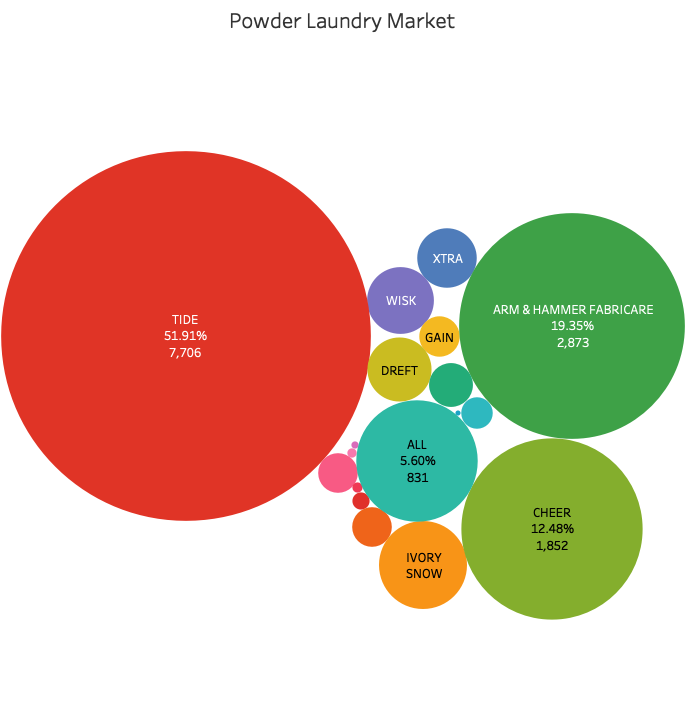 Powder Laundry Market
XTRA
WISK
TIDE
51.91%
7,706
ARM & HAMMER FABRICARE
19.35%
2,873
GAIN
DREFT
ALL
5.60%
831
CHEER
12.48%
1,852
IVORY
SNOW